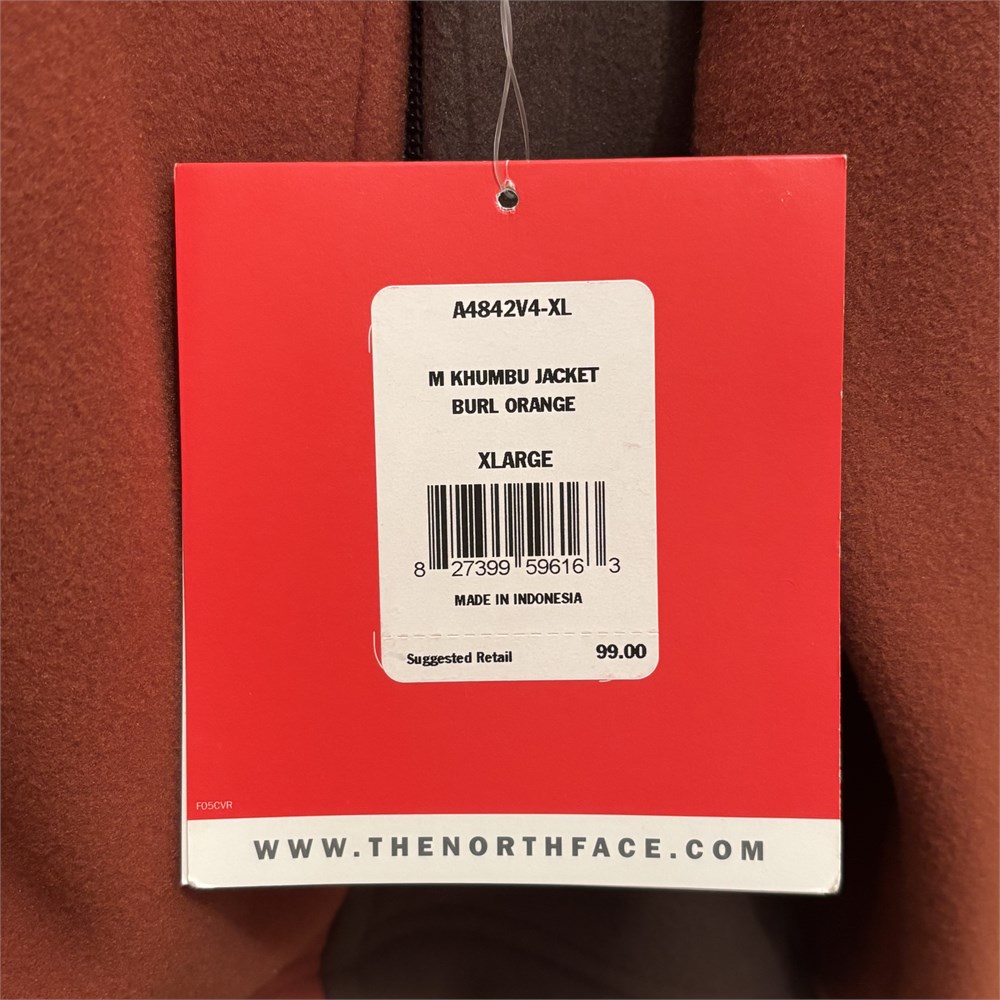 A4842V4-XL
M KHUMBU JACKET
BURL ORANGE
XLARGE
8 27399 59616 3
MADE IN INDONESIA
Suggested Retail 99.00
F05CVR
WWW.THENORTHFACE.COM